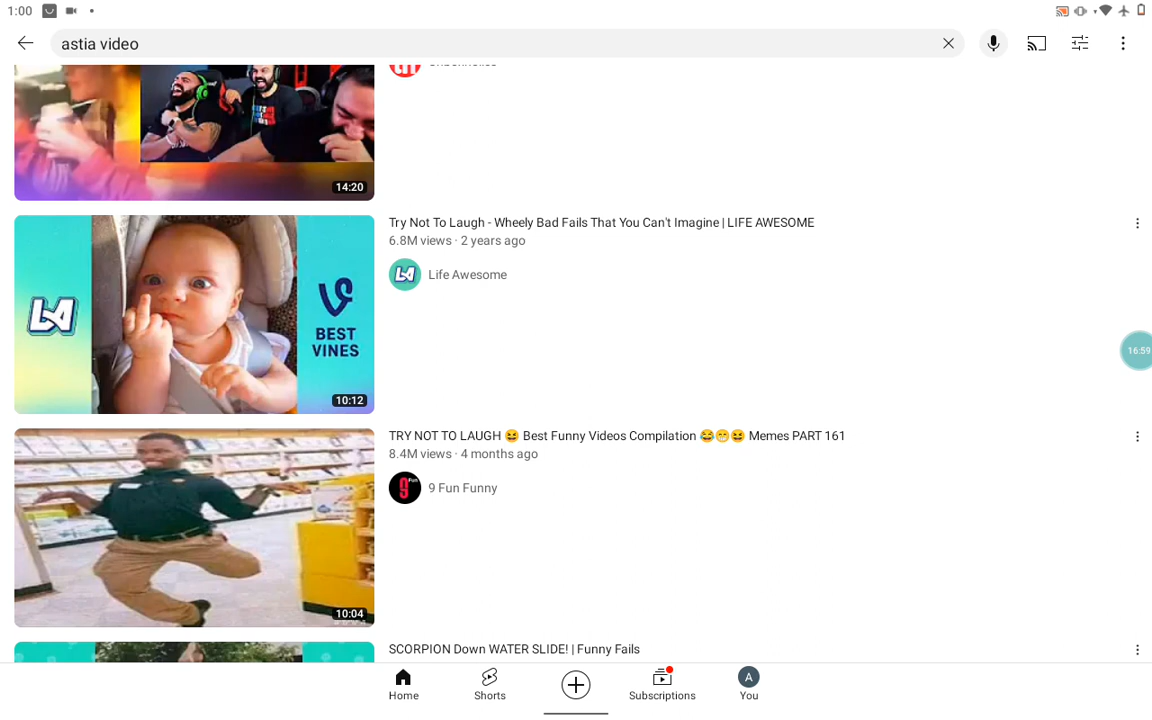 1:00
astia video
14:20
Try Not To Laugh - Wheely Bad Fails That You Can't Imagine | LIFE AWESOME
6.8M views · 2 years ago
LA
Life Awesome
BEST
VINES
10:12
16:59
TRY NOT TO LAUGH 😆 Best Funny Videos Compilation 😂😁😆 Memes PART 161
8.4M views · 4 months ago
9 Fun Funny
10:04
SCORPION Down WATER SLIDE! | Funny Fails
Home
Shorts
Subscriptions
A
You